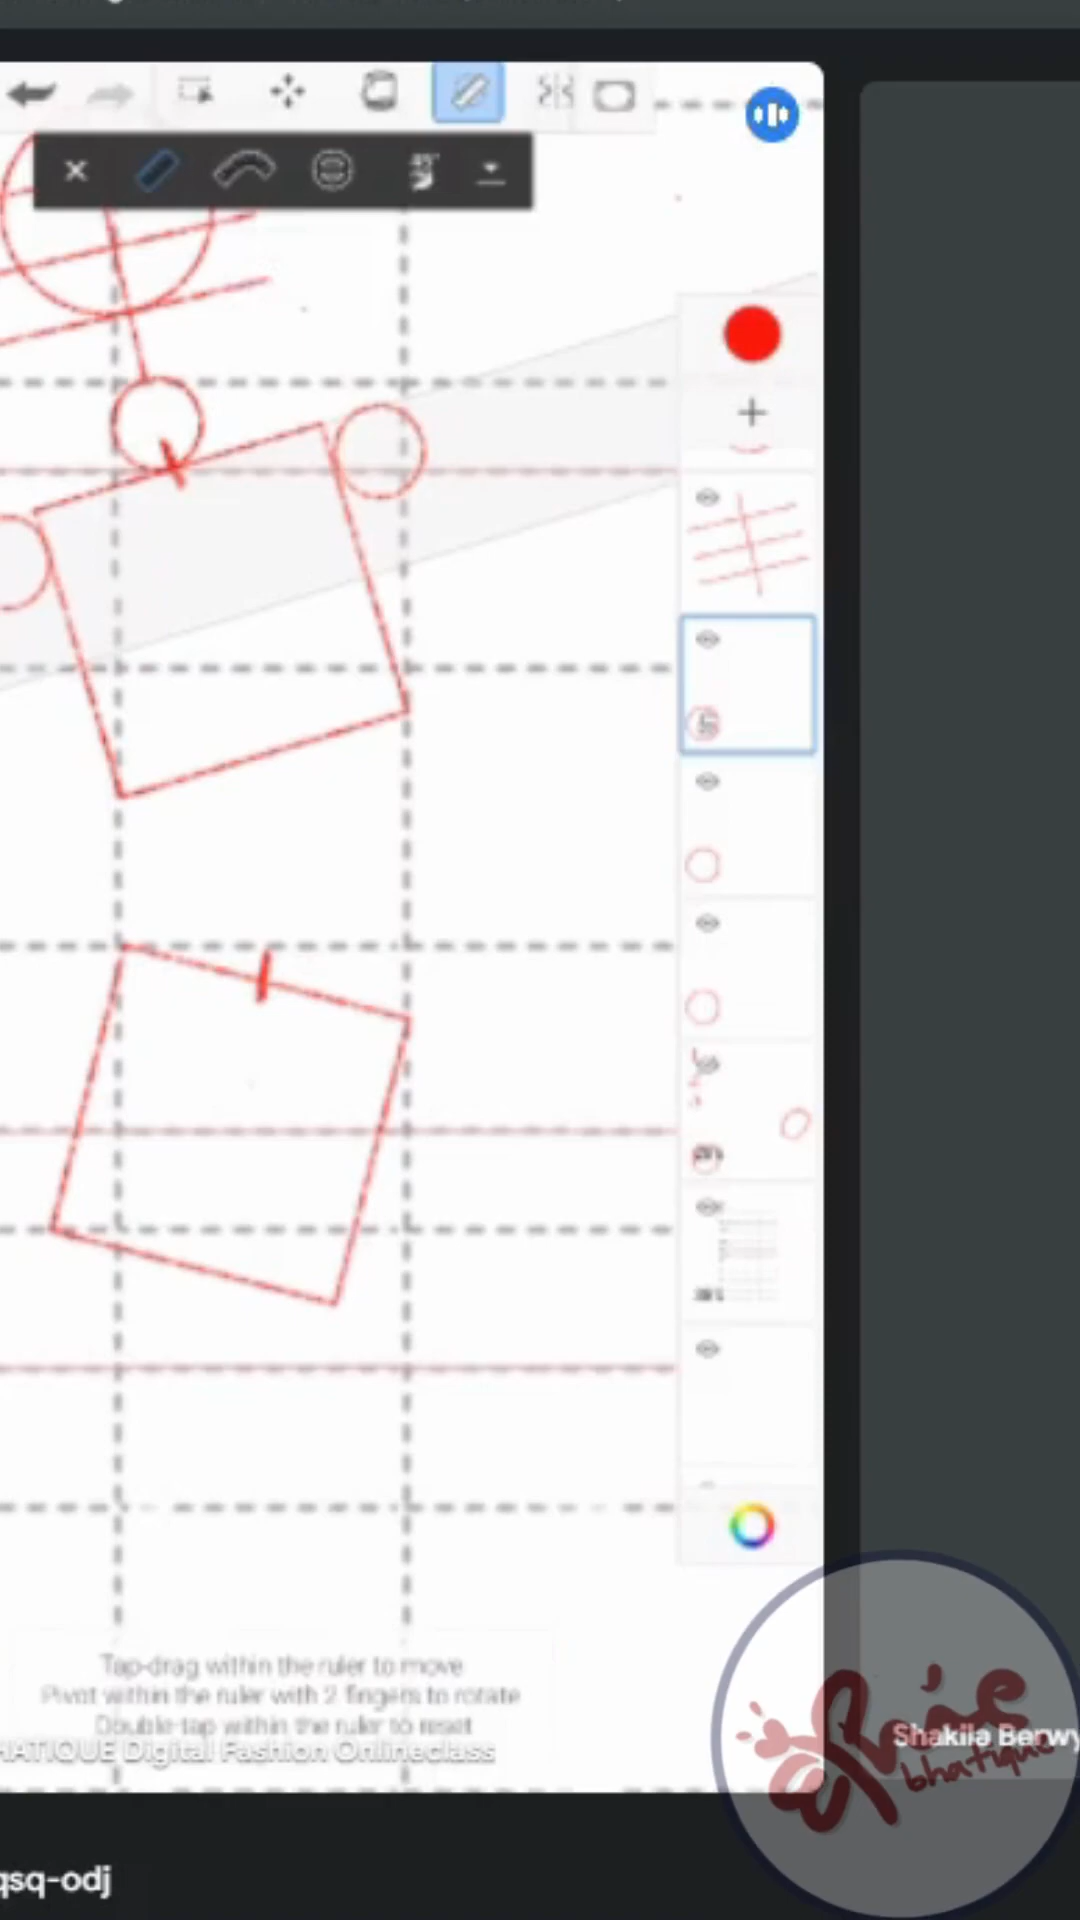 45°
Tap-drag within the ruler to move
Pivot within the ruler with 2 fingers to rotate
Double-tap within the ruler to reset
HATIQUE Digital Fashion Onlineclass
Shakila Berwy
bhatique
qsq-odj